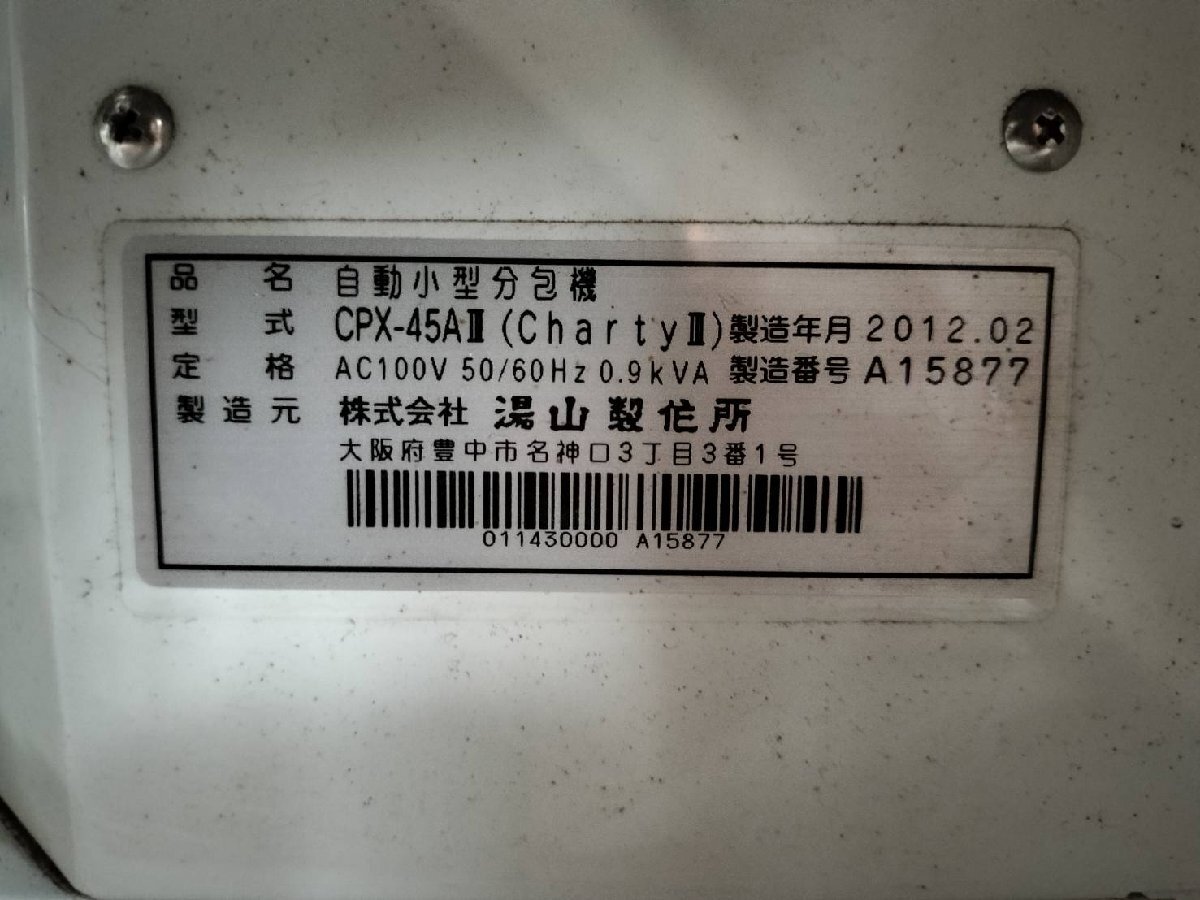 品名 自動小型分包機
型式 CPX-45AⅢ (ChartyⅢ) 製造年月 2012.02
定格 AC100V 50/60Hz 0.9kVA 製造番号 A15877
製造元 株式会社 湯山製作所
大阪府豊中市名神口3丁目3番1号
011430000 A15877